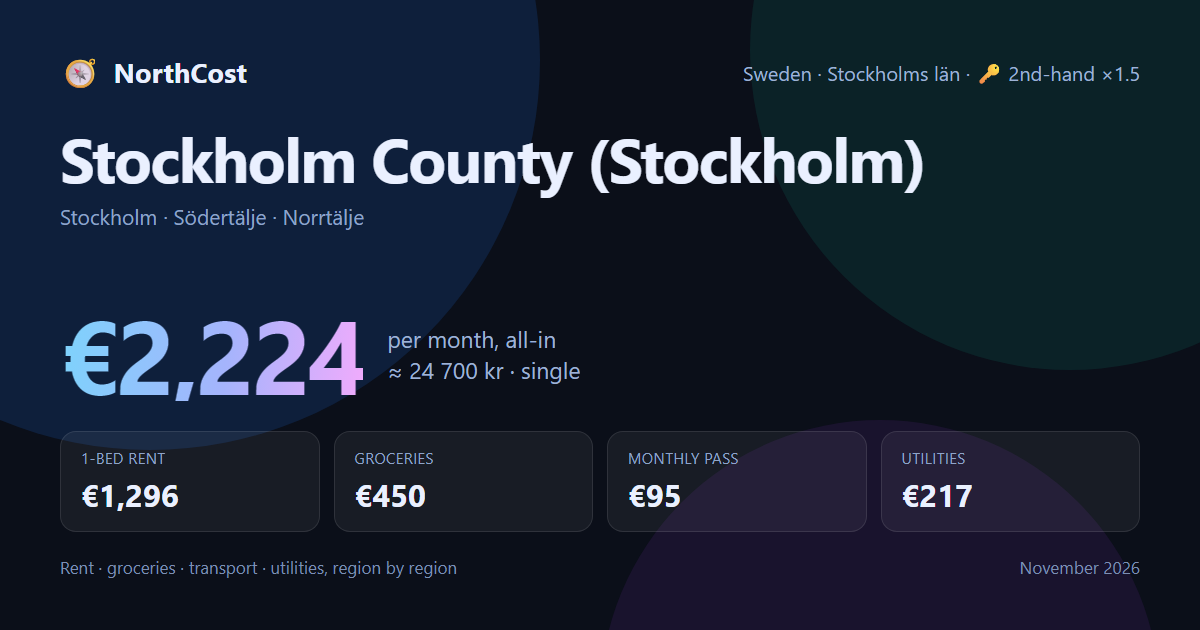 NorthCost
Sweden · Stockholms län · 🔑 2nd-hand ×1.5
Stockholm County (Stockholm)
Stockholm · Södertälje · Norrtälje
€2,224
per month, all-in
≈ 24 700 kr · single
1-BED RENT
€1,296
GROCERIES
€450
MONTHLY PASS
€95
UTILITIES
€217
Rent · groceries · transport · utilities, region by region
November 2026